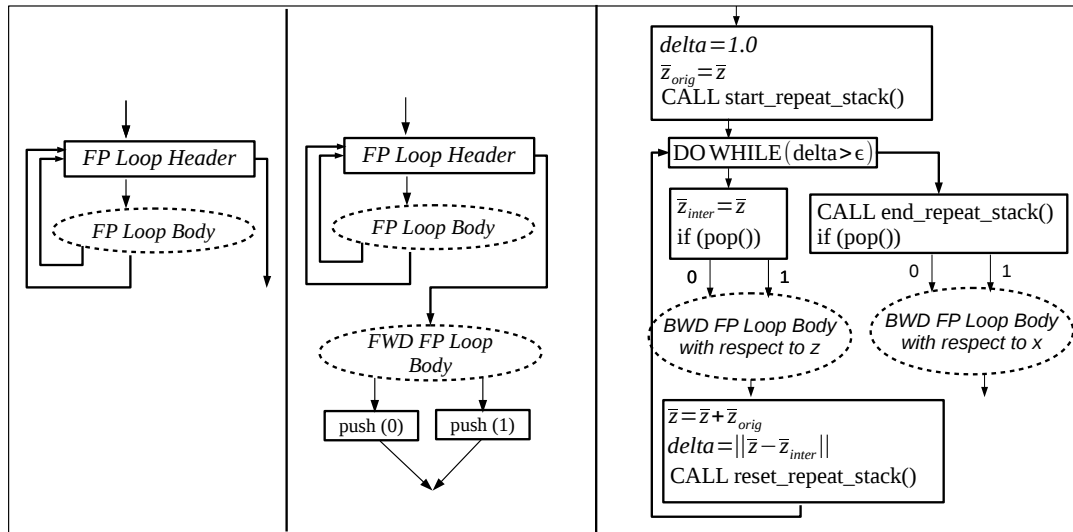 FP Loop Header
FP Loop Body
FP Loop Header
FP Loop Body
FWD FP Loop
Body
push (0)
push (1)
delta=1.0
z̅orig=z̅
CALL start_repeat_stack()
DO WHILE(delta>ϵ)
z̅inter=z̅
if (pop())
0 1
BWD FP Loop Body
with respect to z
z̅=z̅+z̅orig
delta=||z̅−z̅inter||
CALL reset_repeat_stack()
CALL end_repeat_stack()
if (pop())
0 1
BWD FP Loop Body
with respect to x